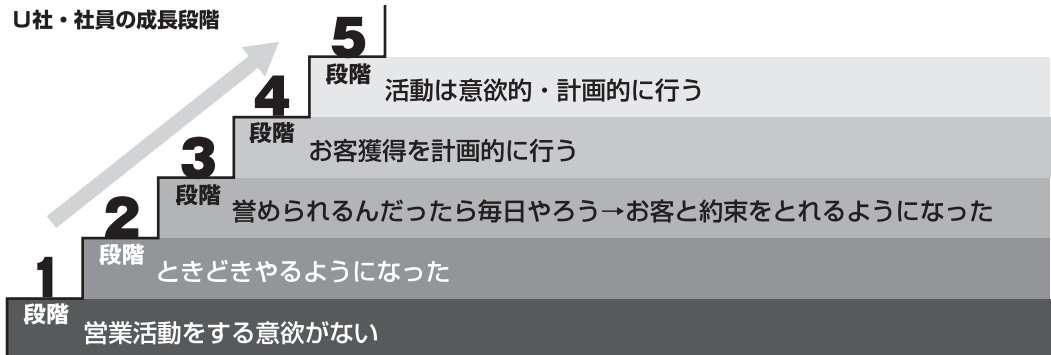 U社・社員の成長段階
5
段階
活動は意欲的・計画的に行う
4
段階
お客獲得を計画的に行う
3
段階
誉められるんだったら毎日やろう→お客と約束をとれるようになった
2
段階
ときどきやるようになった
1
段階
営業活動をする意欲がない